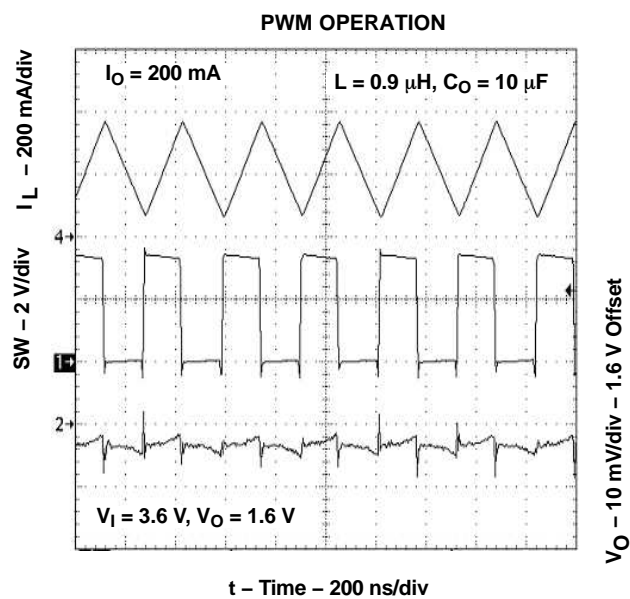 PWM OPERATION
I_O = 200 mA
L = 0.9 μH, C_O = 10 μF
I_L – 200 mA/div
4
SW – 2 V/div
1
2
V_I = 3.6 V, V_O = 1.6 V
V_O – 10 mV/div – 1.6 V Offset
t – Time – 200 ns/div